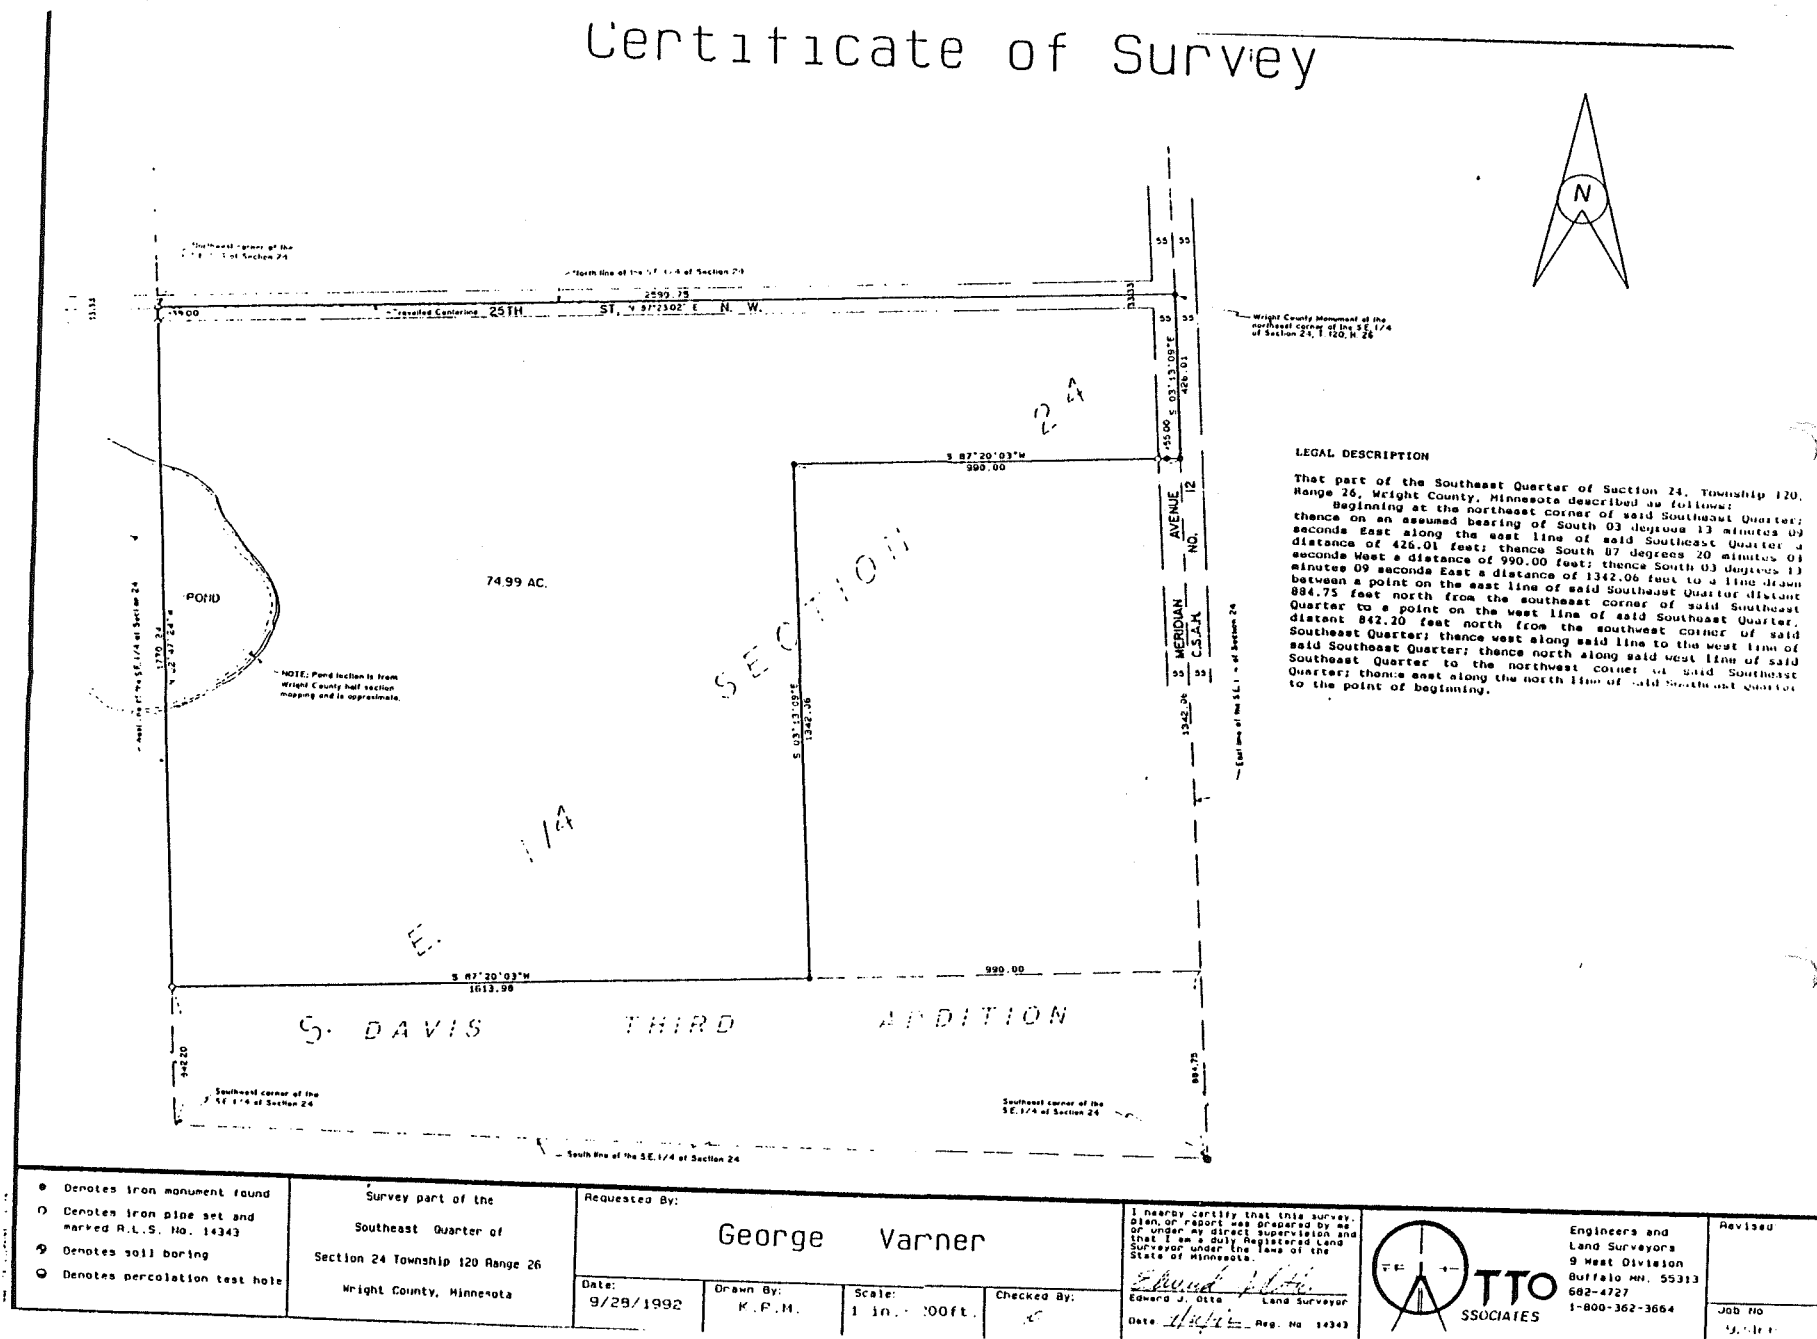 Certificate of Survey
N
Northwest corner of the
S.E. 1/4 of Section 24
North line of the S.E. 1/4 of Section 24
2590.75
Travelled Centerline 25TH ST. N 87°23'02" E N. W.
55 55
33 33
55 55
Wright County Monument at the
northeast corner of the S.E. 1/4
of Section 24, T. 120, R. 26
S 03°13'09"E
426.01
55.00
2 4
S 87°20'03"W
990.00
MERIDIAN AVENUE
C.S.A.H. NO. 12
55 55
1342.06
East line of the S.E. 1/4 of Section 24
SECTION
S 03°13'09"E
1342.06
74.99 AC.
POND
West line of the S.E. 1/4 of Section 24
1770.24
NOTE: Pond location is from
Wright County half section
mapping and is approximate.
1/4
E.
S 87°20'03"W
1613.98
990.00
S. DAVIS THIRD ADDITION
842.20
884.75
Southwest corner of the
S.E. 1/4 of Section 24
Southeast corner of the
S.E. 1/4 of Section 24
South line of the S.E. 1/4 of Section 24
LEGAL DESCRIPTION
That part of the Southeast Quarter of Section 24, Township 120,
Range 26, Wright County, Minnesota described as follows:
Beginning at the northeast corner of said Southeast Quarter;
thence on an assumed bearing of South 03 degrees 13 minutes 09
seconds East along the east line of said Southeast Quarter a
distance of 426.01 feet; thence South 87 degrees 20 minutes 03
seconds West a distance of 990.00 feet; thence South 03 degrees 13
minutes 09 seconds East a distance of 1342.06 feet to a line drawn
between a point on the east line of said Southeast Quarter distant
884.75 feet north from the southeast corner of said Southeast
Quarter to a point on the west line of said Southeast Quarter,
distant 842.20 feet north from the southwest corner of said
Southeast Quarter; thence west along said line to the west line of
said Southeast Quarter; thence north along said west line of said
Southeast Quarter to the northwest corner of said Southeast
Quarter; thence east along the north line of said Southeast quarter
to the point of beginning.
Denotes iron monument found
Denotes iron pipe set and
marked R.L.S. No. 14343
Denotes soil boring
Denotes percolation test hole
Survey part of the
Southeast Quarter of
Section 24 Township 120 Range 26
Wright County, Minnesota
Requested By:
George Varner
Date:
9/28/1992
Drawn By:
K.P.M.
Scale:
1 in. = 200ft.
Checked By:
I hereby certify that this survey,
plan, or report was prepared by me
or under my direct supervision and
that I am a duly Registered Land
Surveyor under the laws of the
State of Minnesota.
Edward J. Otto Land Surveyor
Date Reg. No 14343
OTTO
ASSOCIATES
Engineers and
Land Surveyors
9 West Division
Buffalo MN. 55313
682-4727
1-800-362-3664
Revised
Job No